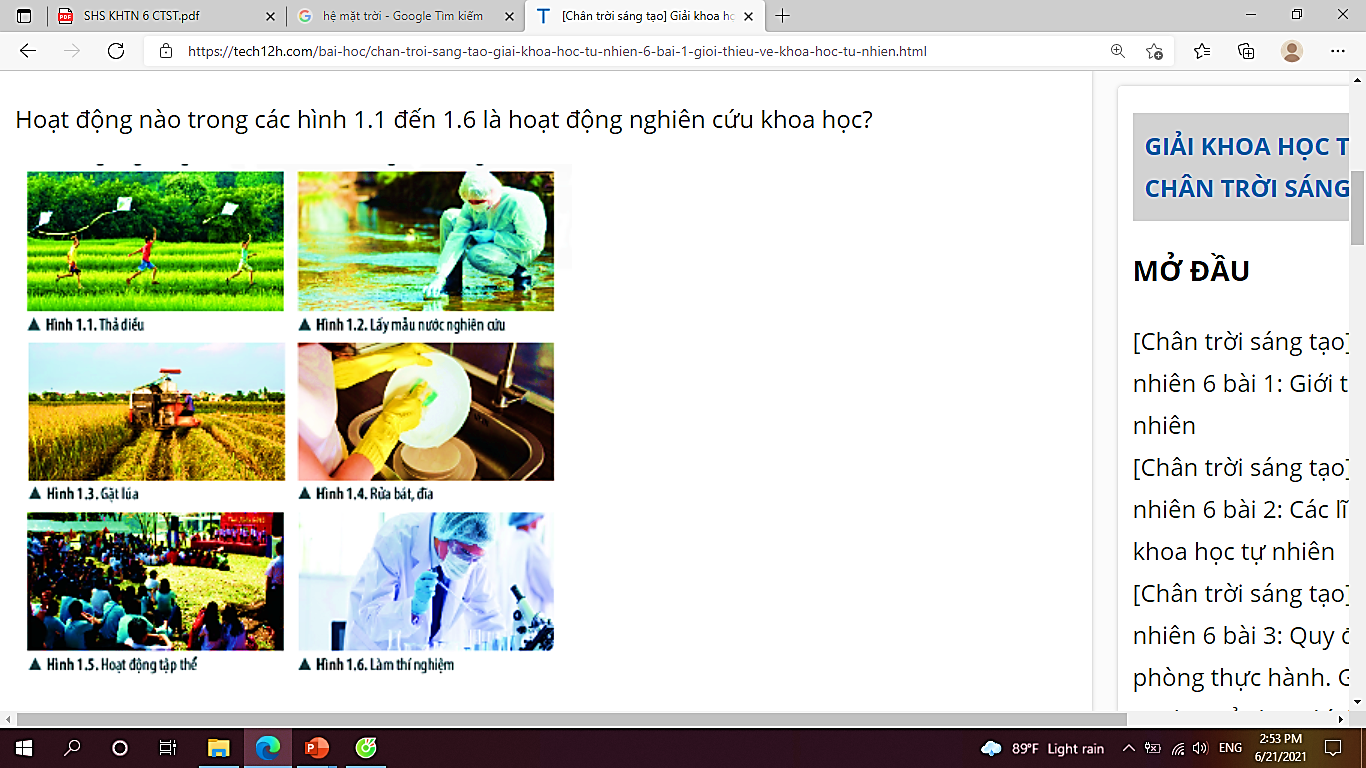 SHS KHTN 6 CTST.pdf
hệ mặt trời - Google Tìm kiếm
[Chân trời sáng tạo] Giải khoa họ
https://tech12h.com/bai-hoc/chan-troi-sang-tao-giai-khoa-hoc-tu-nhien-6-bai-1-gioi-thieu-ve-khoa-hoc-tu-nhien.html
Hoạt động nào trong các hình 1.1 đến 1.6 là hoạt động nghiên cứu khoa học?
▲ Hình 1.1. Thả diều
▲ Hình 1.2. Lấy mẫu nước nghiên cứu
▲ Hình 1.3. Gặt lúa
▲ Hình 1.4. Rửa bát, đĩa
▲ Hình 1.5. Hoạt động tập thể
▲ Hình 1.6. Làm thí nghiệm
GIẢI KHOA HỌC T
CHÂN TRỜI SÁNG
MỞ ĐẦU
[Chân trời sáng tạo]
nhiên 6 bài 1: Giới t
nhiên
[Chân trời sáng tạo]
nhiên 6 bài 2: Các lĩ
khoa học tự nhiên
[Chân trời sáng tạo]
nhiên 6 bài 3: Quy đ
phòng thực hành. G
89°F Light rain
ENG
2:53 PM
6/21/2021